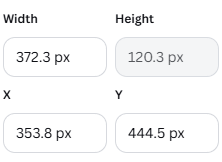 Width Height
372.3 px 120.3 px
X Y
353.8 px 444.5 px